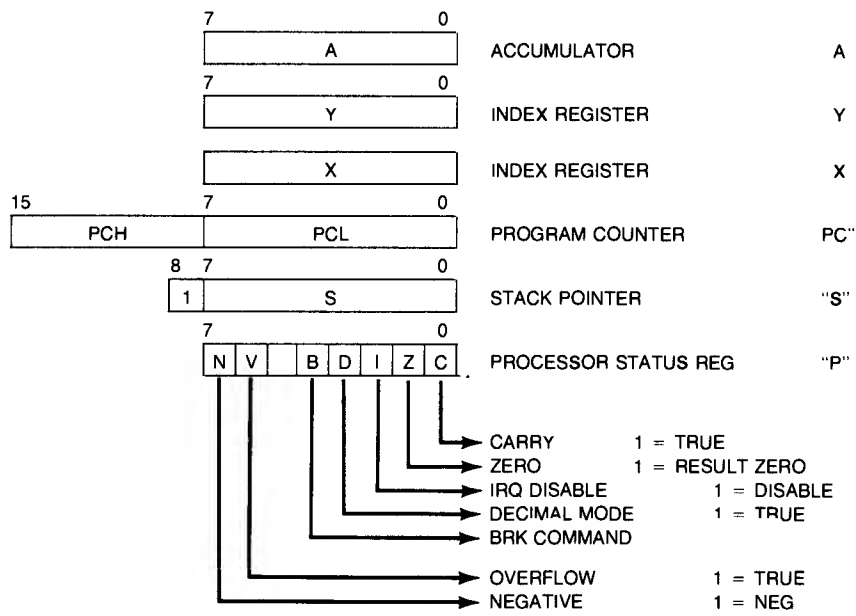 7 0
A ACCUMULATOR A
7 0
Y INDEX REGISTER Y
X INDEX REGISTER X
15 7 0
PCH PCL PROGRAM COUNTER PC"
8 7 0
1 S STACK POINTER "S"
7 0
N V B D I Z C PROCESSOR STATUS REG "P"
CARRY 1 = TRUE
ZERO 1 = RESULT ZERO
IRQ DISABLE 1 = DISABLE
DECIMAL MODE 1 = TRUE
BRK COMMAND
OVERFLOW 1 = TRUE
NEGATIVE 1 = NEG